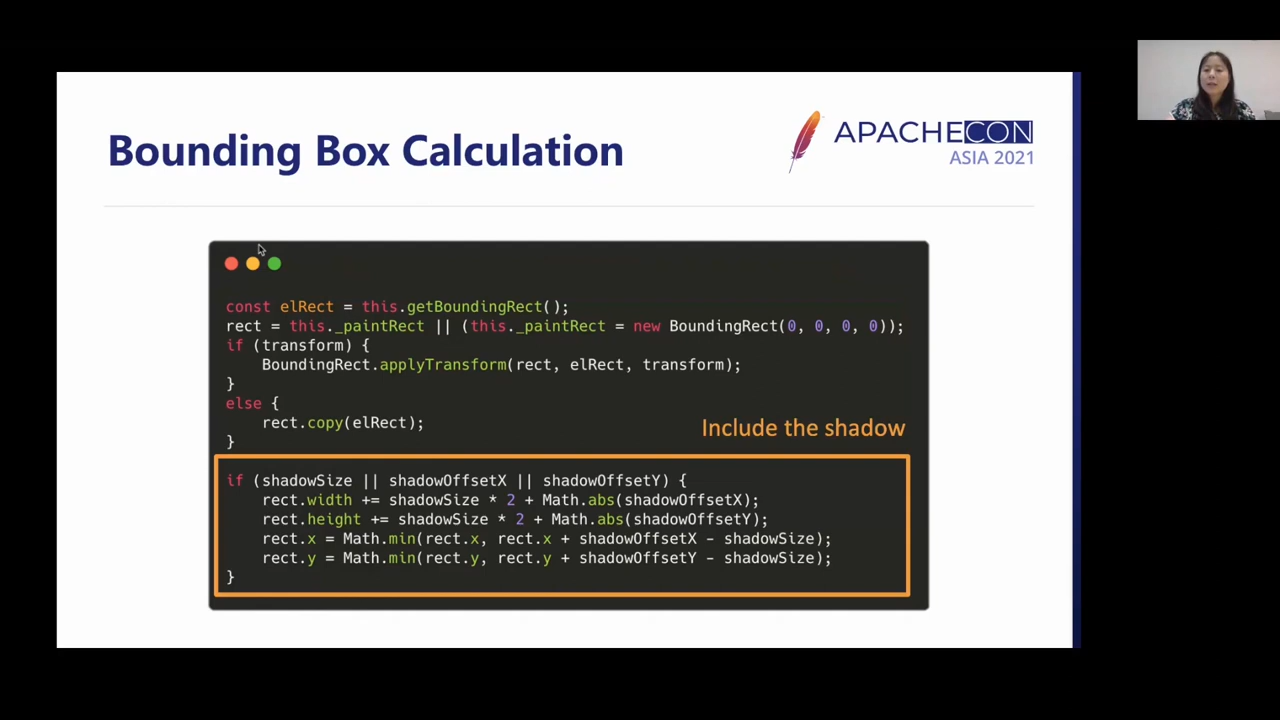 Bounding Box Calculation
APACHECON
ASIA 2021
const elRect = this.getBoundingRect();
rect = this._paintRect || (this._paintRect = new BoundingRect(0, 0, 0, 0));
if (transform) {
    BoundingRect.applyTransform(rect, elRect, transform);
}
else {
    rect.copy(elRect);
}
Include the shadow
if (shadowSize || shadowOffsetX || shadowOffsetY) {
    rect.width += shadowSize * 2 + Math.abs(shadowOffsetX);
    rect.height += shadowSize * 2 + Math.abs(shadowOffsetY);
    rect.x = Math.min(rect.x, rect.x + shadowOffsetX - shadowSize);
    rect.y = Math.min(rect.y, rect.y + shadowOffsetY - shadowSize);
}